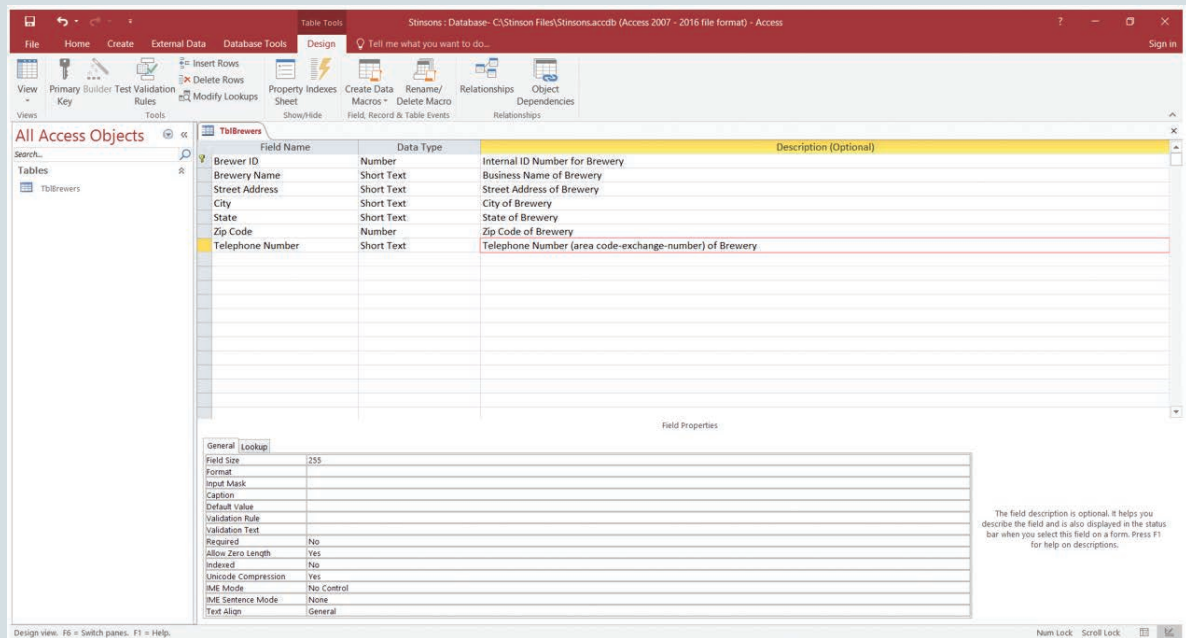 Table Tools
Stinsons : Database- C:\Stinson Files\Stinsons.accdb (Access 2007 - 2016 file format) - Access
File Home Create External Data Database Tools Design Tell me what you want to do...
Sign in
View
Primary Key
Builder
Test Validation Rules
Insert Rows
Delete Rows
Modify Lookups
Property Sheet
Indexes
Create Data Macros
Rename/ Delete Macro
Relationships
Object Dependencies
Views Tools Show/Hide Field, Record & Table Events Relationships
All Access Objects
Search...
Tables
TblBrewers
TblBrewers
Field Name Data Type Description (Optional)
Brewer ID Number Internal ID Number for Brewery
Brewery Name Short Text Business Name of Brewery
Street Address Short Text Street Address of Brewery
City Short Text City of Brewery
State Short Text State of Brewery
Zip Code Number Zip Code of Brewery
Telephone Number Short Text Telephone Number (area code-exchange-number) of Brewery
Field Properties
General Lookup
Field Size 255
Format
Input Mask
Caption
Default Value
Validation Rule
Validation Text
Required No
Allow Zero Length Yes
Indexed No
Unicode Compression Yes
IME Mode No Control
IME Sentence Mode None
Text Align General
The field description is optional. It helps you
describe the field and is also displayed in the status
bar when you select this field on a form. Press F1
for help on descriptions.
Design view. F6 = Switch panes. F1 = Help.
Num Lock Scroll Lock